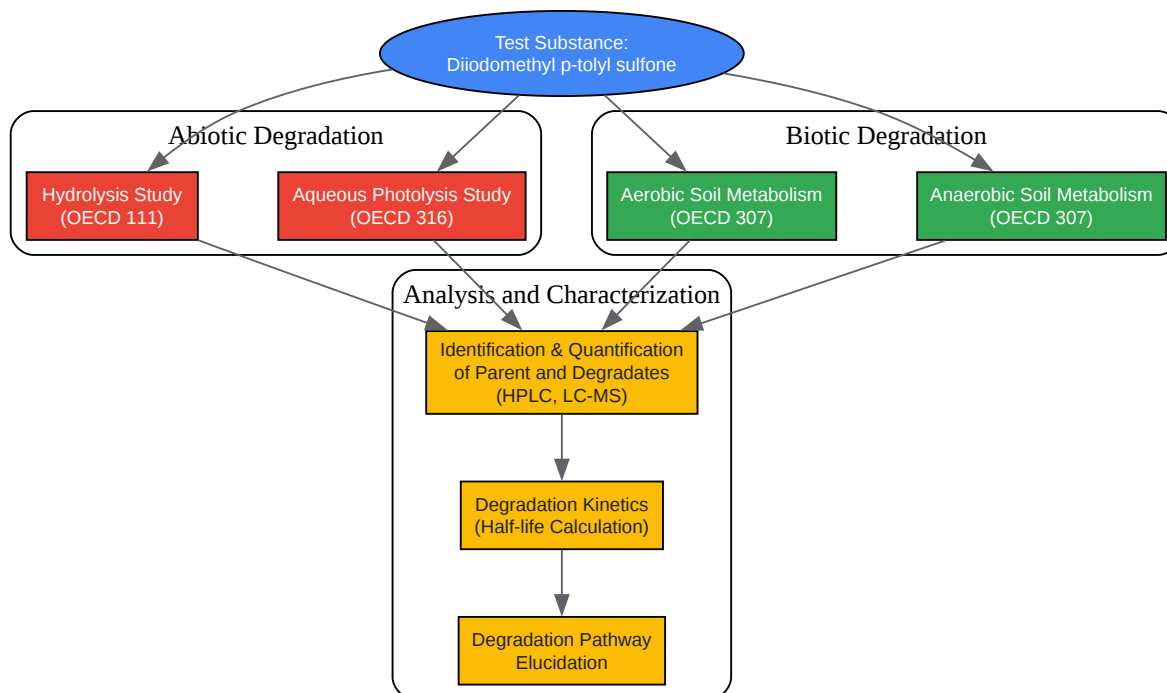 Test Substance:
Diiodomethyl p-tolyl sulfone
Abiotic Degradation
Biotic Degradation
Hydrolysis Study
(OECD 111)
Aqueous Photolysis Study
(OECD 316)
Aerobic Soil Metabolism
(OECD 307)
Anaerobic Soil Metabolism
(OECD 307)
Analysis and Characterization
Identification & Quantification
of Parent and Degradates
(HPLC, LC-MS)
Degradation Kinetics
(Half-life Calculation)
Degradation Pathway
Elucidation